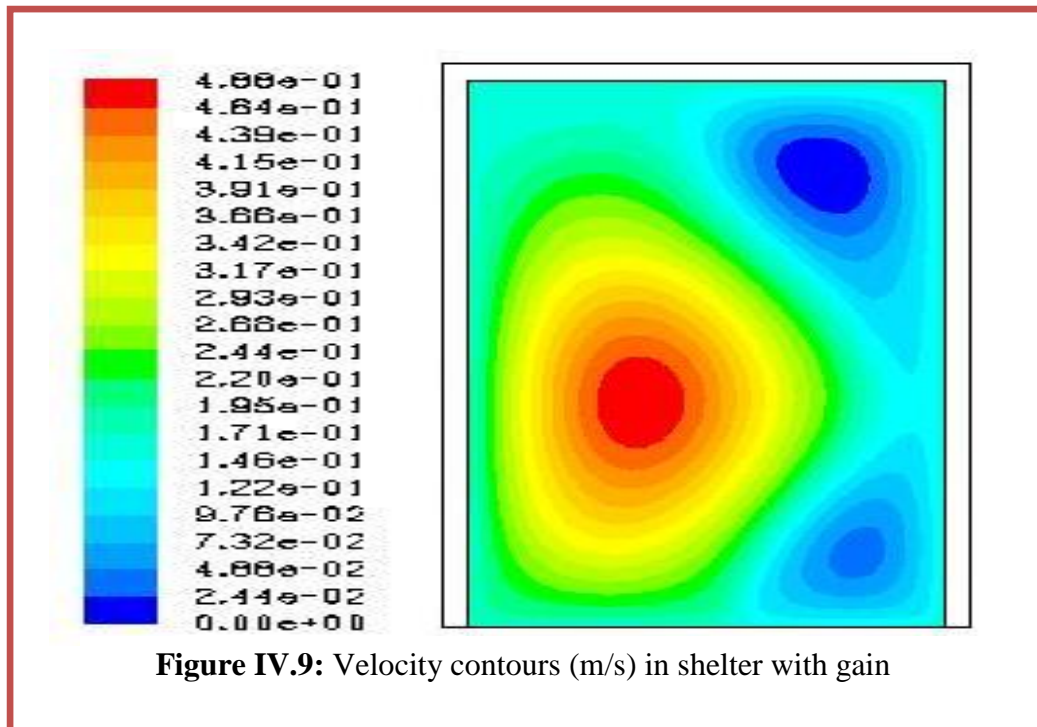 4.88e-01
4.64e-01
4.39e-01
4.15e-01
3.91e-01
3.66e-01
3.42e-01
3.17e-01
2.93e-01
2.68e-01
2.44e-01
2.20e-01
1.95e-01
1.71e-01
1.46e-01
1.22e-01
9.76e-02
7.32e-02
4.88e-02
2.44e-02
0.00e+00
Figure IV.9: Velocity contours (m/s) in shelter with gain